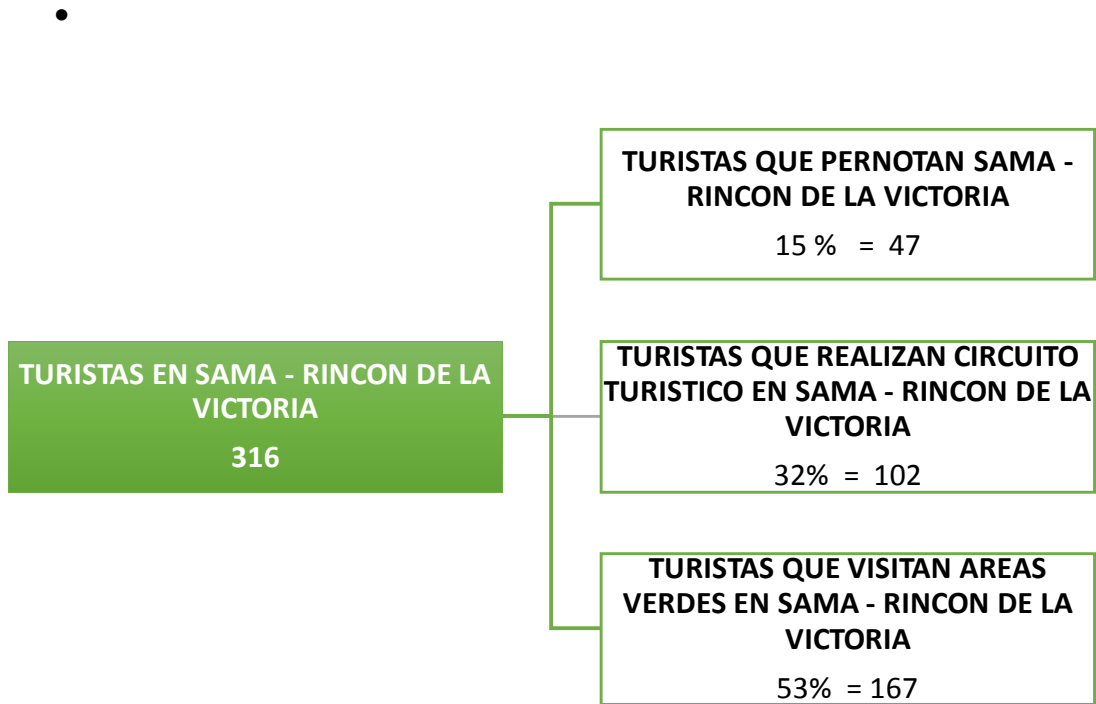 •
TURISTAS QUE PERNOTAN SAMA -
RINCON DE LA VICTORIA
15 % = 47
TURISTAS EN SAMA - RINCON DE LA
VICTORIA
316
TURISTAS QUE REALIZAN CIRCUITO
TURISTICO EN SAMA - RINCON DE LA
VICTORIA
32% = 102
TURISTAS QUE VISITAN AREAS
VERDES EN SAMA - RINCON DE LA
VICTORIA
53% = 167